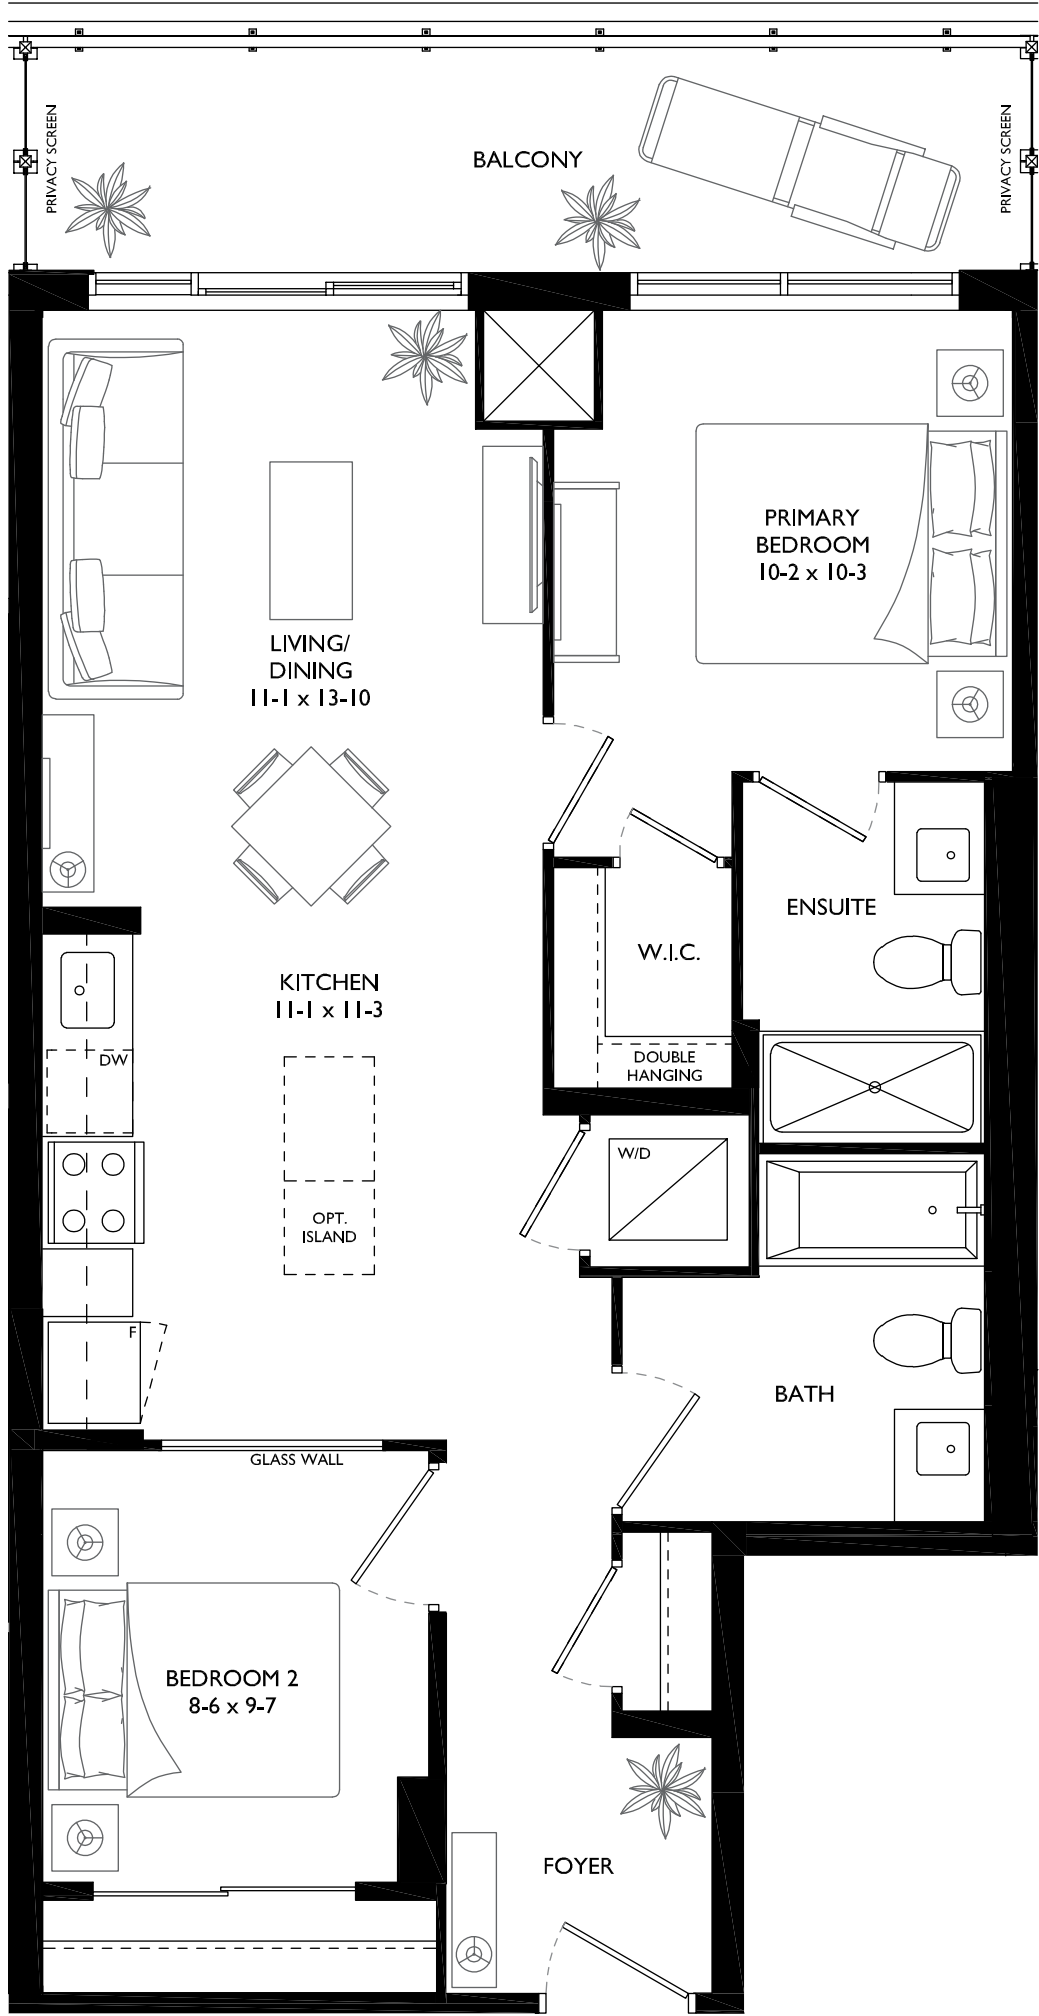 PRIVACY SCREEN
BALCONY
PRIVACY SCREEN
PRIMARY
BEDROOM
10-2 x 10-3
LIVING/
DINING
11-1 x 13-10
ENSUITE
W.I.C.
KITCHEN
11-1 x 11-3
DW
DOUBLE
HANGING
W/D
OPT.
ISLAND
F
BATH
GLASS WALL
BEDROOM 2
8-6 x 9-7
FOYER